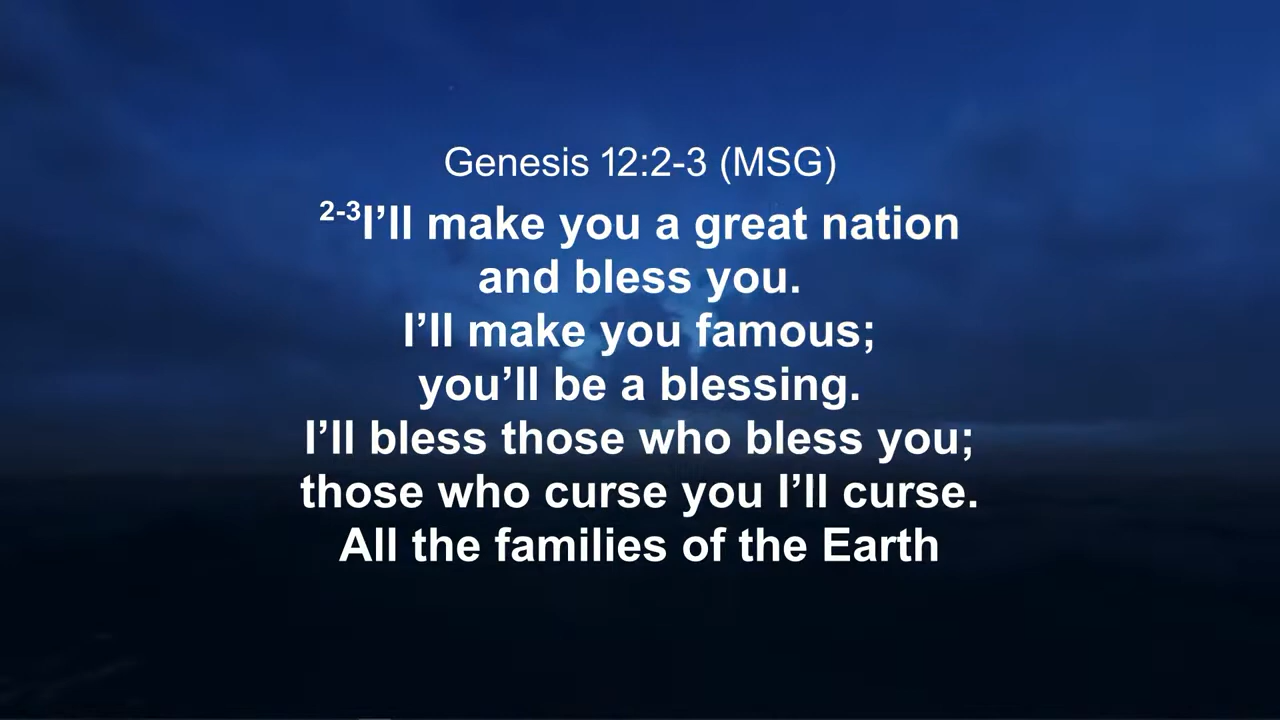 Genesis 12:2-3 (MSG)
2-3I’ll make you a great nation
and bless you.
I’ll make you famous;
you’ll be a blessing.
I’ll bless those who bless you;
those who curse you I’ll curse.
All the families of the Earth